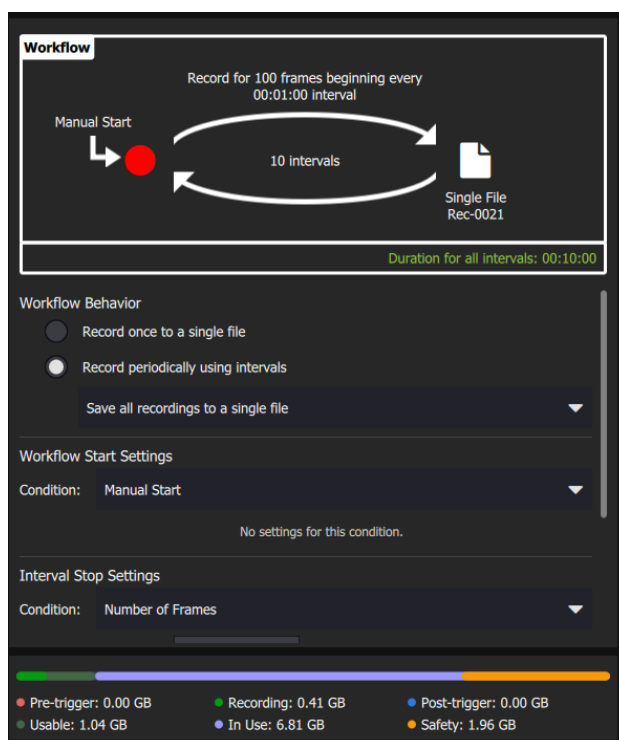 Workflow
Record for 100 frames beginning every
00:01:00 interval
Manual Start
10 intervals
Single File
Rec-0021
Duration for all intervals: 00:10:00
Workflow Behavior
Record once to a single file
Record periodically using intervals
Save all recordings to a single file
Workflow Start Settings
Condition: Manual Start
No settings for this condition.
Interval Stop Settings
Condition: Number of Frames
Pre-trigger: 0.00 GB Recording: 0.41 GB Post-trigger: 0.00 GB
Usable: 1.04 GB In Use: 6.81 GB Safety: 1.96 GB